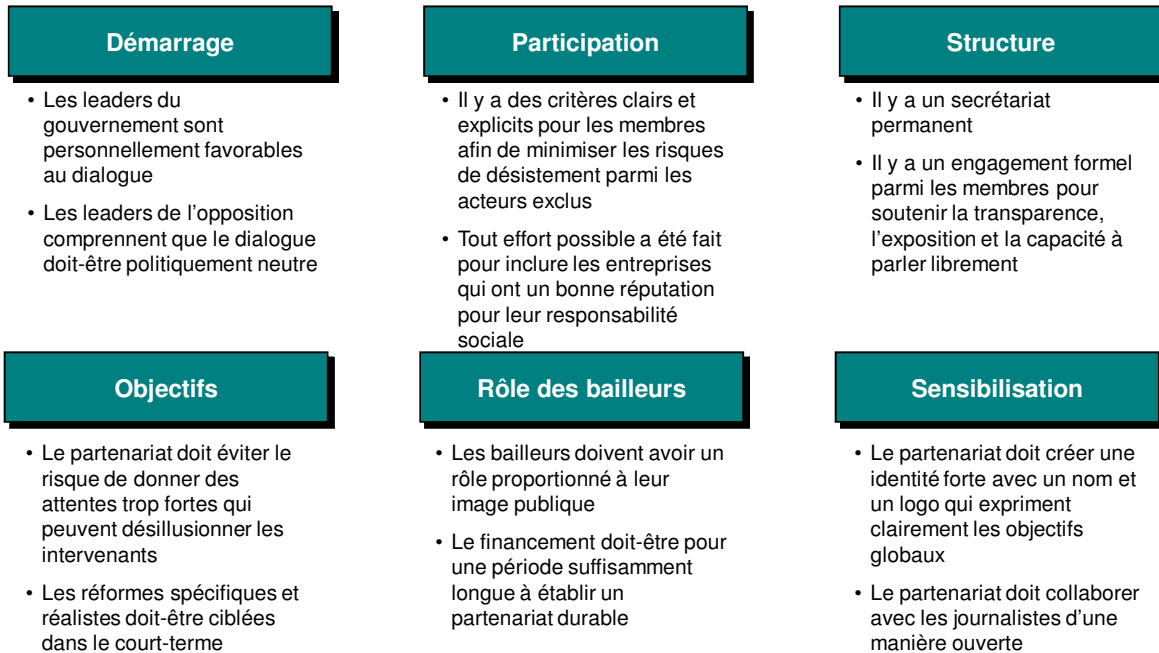 Démarrage
• Les leaders du
gouvernement sont
personnellement favorables
au dialogue
• Les leaders de l'opposition
comprennent que le dialogue
doit-être politiquement neutre
Participation
• Il y a des critères clairs et
explicits pour les membres
afin de minimiser les risques
de désistement parmi les
acteurs exclus
• Tout effort possible a été fait
pour inclure les entreprises
qui ont un bonne réputation
pour leur responsabilité
sociale
Structure
• Il y a un secrétariat
permanent
• Il y a un engagement formel
parmi les membres pour
soutenir la transparence,
l'exposition et la capacité à
parler librement
Objectifs
• Le partenariat doit éviter le
risque de donner des
attentes trop fortes qui
peuvent désillusionner les
intervenants
• Les réformes spécifiques et
réalistes doit-être ciblées
dans le court-terme
Rôle des bailleurs
• Les bailleurs doivent avoir un
rôle proportionné à leur
image publique
• Le financement doit-être pour
une période suffisamment
longue à établir un
partenariat durable
Sensibilisation
• Le partenariat doit créer une
identité forte avec un nom et
un logo qui expriment
clairement les objectifs
globaux
• Le partenariat doit collaborer
avec les journalistes d'une
manière ouverte